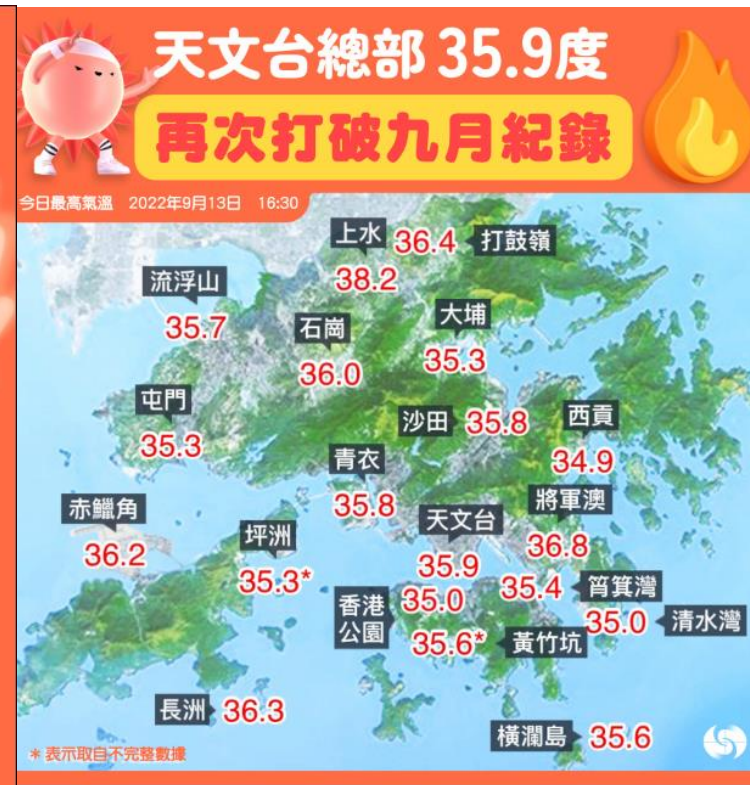 天文台總部 35.9度
再次打破九月紀錄
今日最高氣溫 2022年9月13日 16:30
上水 36.4 打鼓嶺
38.2
流浮山
35.7
石崗
36.0
大埔
35.3
屯門
35.3
沙田 35.8
西貢
34.9
青衣
35.8
赤鱲角
36.2
坪洲
35.3*
天文台
35.9
將軍澳
36.8
香港
公園
35.0
35.4 筲箕灣
35.6* 黃竹坑
35.0 清水灣
長洲 36.3
橫瀾島 35.6
* 表示取自不完整數據